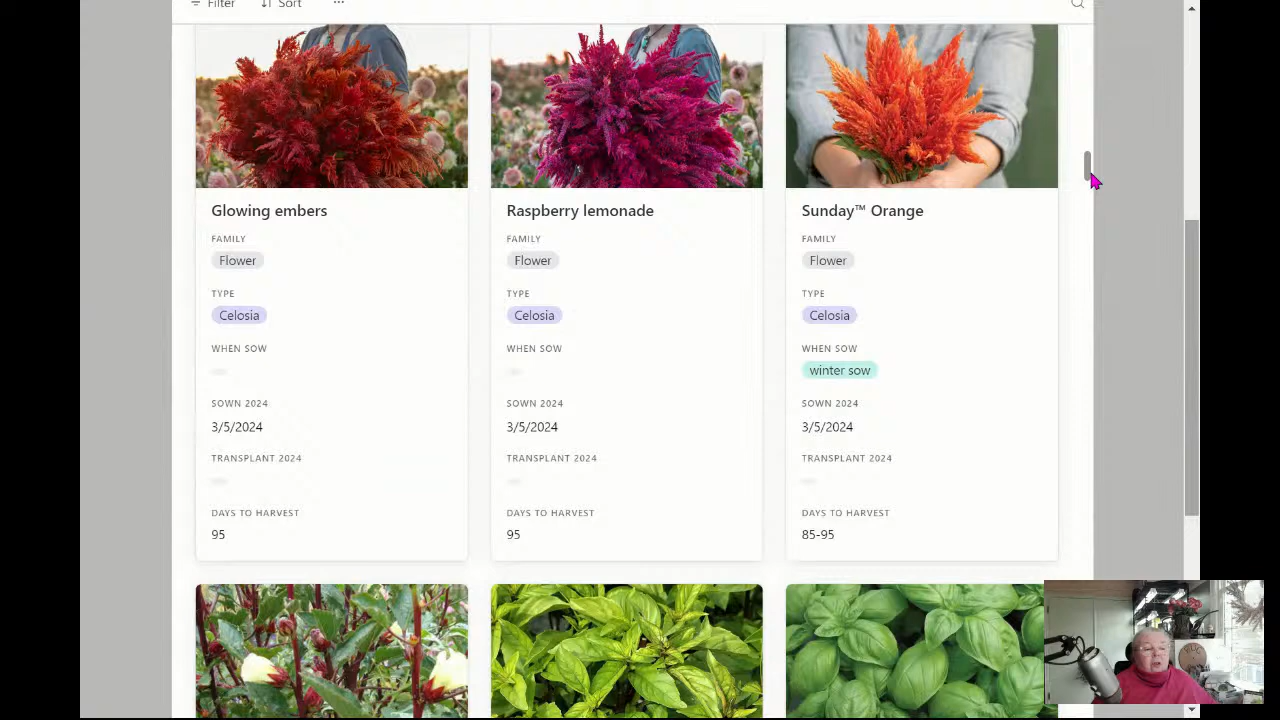 Filter Sort ...
Glowing embers Raspberry lemonade Sunday™ Orange
FAMILY FAMILY FAMILY
Flower Flower Flower
TYPE TYPE TYPE
Celosia Celosia Celosia
WHEN SOW WHEN SOW WHEN SOW
winter sow
SOWN 2024 SOWN 2024 SOWN 2024
3/5/2024 3/5/2024 3/5/2024
TRANSPLANT 2024 TRANSPLANT 2024 TRANSPLANT 2024
DAYS TO HARVEST DAYS TO HARVEST DAYS TO HARVEST
95 95 85-95